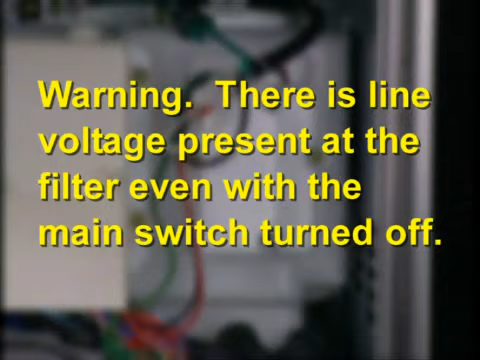 Warning.  There is line
voltage present at the
filter even with the
main switch turned off.